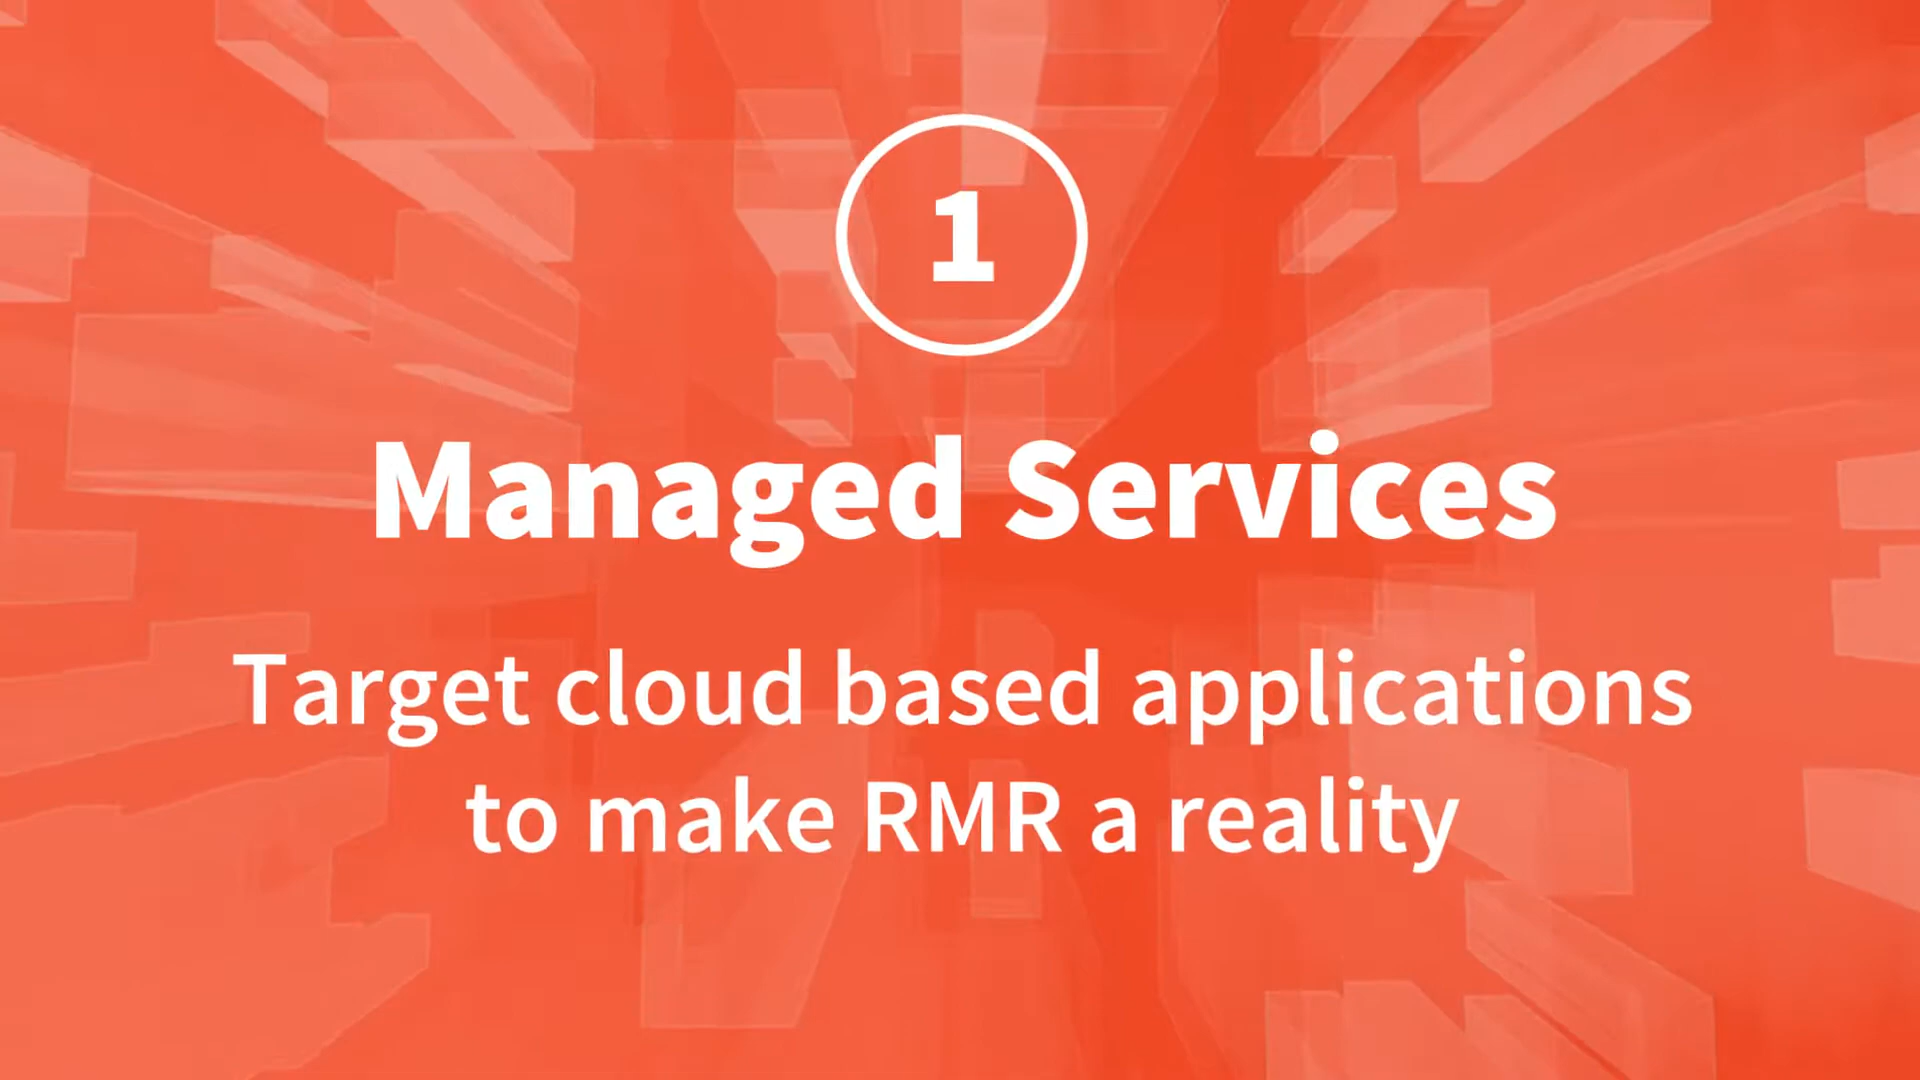 1
Managed Services
Target cloud based applications
to make RMR a reality